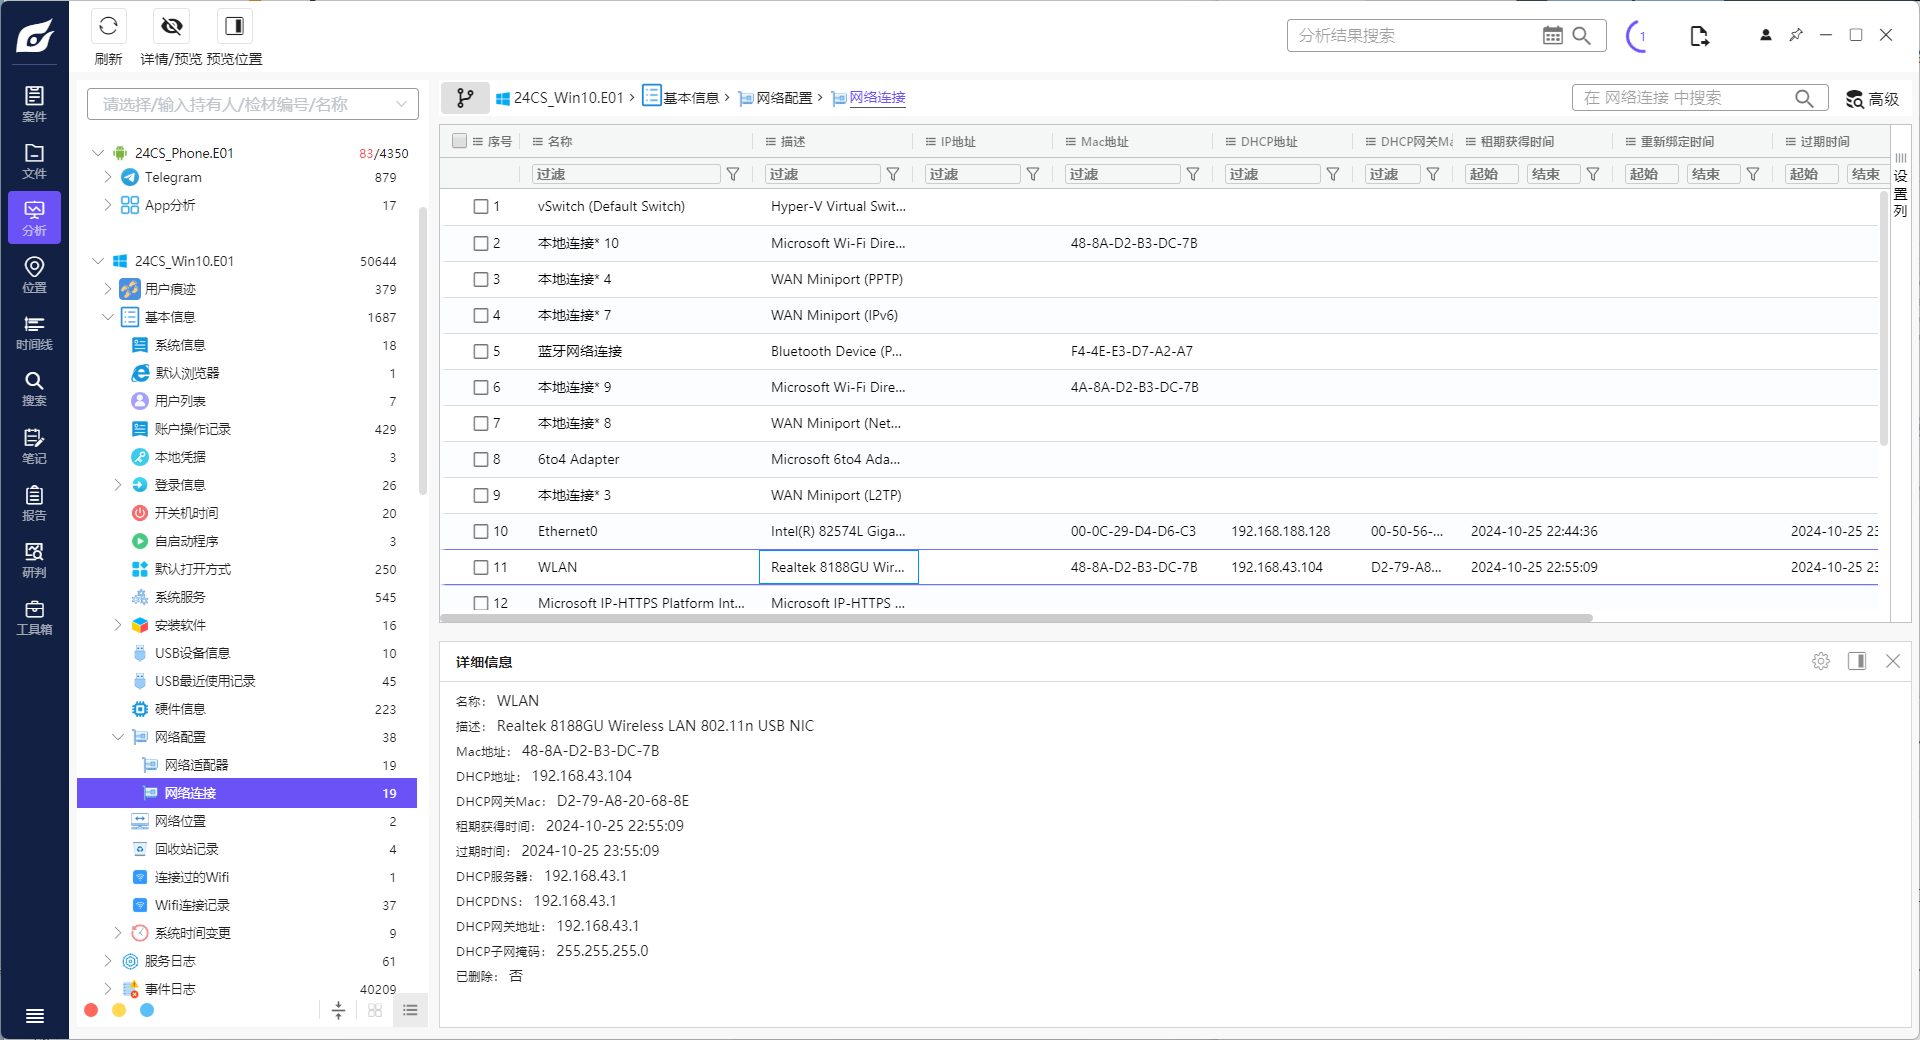 刷新
详情/预览
预览位置
分析结果搜索
1
案件
文件
分析
位置
时间线
搜索
笔记
报告
研判
工具箱
请选择/输入持有人/检材编号/名称
24CS_Phone.E01 83/4350
Telegram 879
App分析 17
24CS_Win10.E01 50644
用户痕迹 379
基本信息 1687
系统信息 18
默认浏览器 1
用户列表 7
账户操作记录 429
本地凭据 3
登录信息 26
开关机时间 20
自启动程序 3
默认打开方式 250
系统服务 545
安装软件 16
USB设备信息 10
USB最近使用记录 45
硬件信息 223
网络配置 38
网络适配器 19
网络连接 19
网络位置 2
回收站记录 4
连接过的Wifi 1
Wifi连接记录 37
系统时间变更 9
服务日志 61
事件日志 40209
24CS_Win10.E01 › 基本信息 › 网络配置 › 网络连接
在 网络连接 中搜索
高级
序号 名称 描述 IP地址 Mac地址 DHCP地址 DHCP网关Ma 租期获得时间 重新绑定时间 过期时间
过滤 过滤 过滤 过滤 过滤 过滤 起始 结束 起始 结束 起始 结束
设置列
1 vSwitch (Default Switch) Hyper-V Virtual Swit...
2 本地连接* 10 Microsoft Wi-Fi Dire... 48-8A-D2-B3-DC-7B
3 本地连接* 4 WAN Miniport (PPTP)
4 本地连接* 7 WAN Miniport (IPv6)
5 蓝牙网络连接 Bluetooth Device (P... F4-4E-E3-D7-A2-A7
6 本地连接* 9 Microsoft Wi-Fi Dire... 4A-8A-D2-B3-DC-7B
7 本地连接* 8 WAN Miniport (Net...
8 6to4 Adapter Microsoft 6to4 Ada...
9 本地连接* 3 WAN Miniport (L2TP)
10 Ethernet0 Intel(R) 82574L Giga... 00-0C-29-D4-D6-C3 192.168.188.128 00-50-56-... 2024-10-25 22:44:36 2024-10-25 23
11 WLAN Realtek 8188GU Wir... 48-8A-D2-B3-DC-7B 192.168.43.104 D2-79-A8... 2024-10-25 22:55:09 2024-10-25 23
12 Microsoft IP-HTTPS Platform Int... Microsoft IP-HTTPS ...
详细信息
名称: WLAN
描述: Realtek 8188GU Wireless LAN 802.11n USB NIC
Mac地址: 48-8A-D2-B3-DC-7B
DHCP地址: 192.168.43.104
DHCP网关Mac: D2-79-A8-20-68-8E
租期获得时间: 2024-10-25 22:55:09
过期时间: 2024-10-25 23:55:09
DHCP服务器: 192.168.43.1
DHCPDNS: 192.168.43.1
DHCP网关地址: 192.168.43.1
DHCP子网掩码: 255.255.255.0
已删除: 否